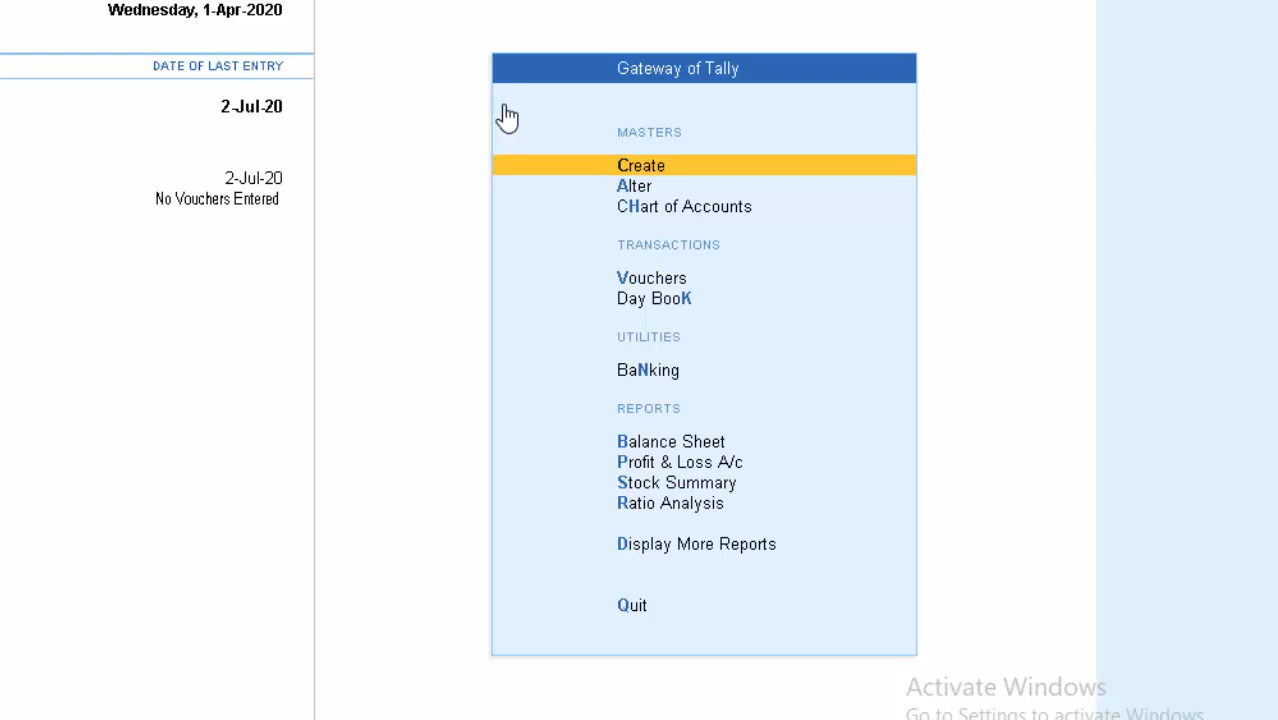 Wednesday, 1-Apr-2020
DATE OF LAST ENTRY
2-Jul-20
2-Jul-20
No Vouchers Entered
Gateway of Tally
MASTERS
Create
Alter
CHart of Accounts
TRANSACTIONS
Vouchers
Day BooK
UTILITIES
BaNking
REPORTS
Balance Sheet
Profit & Loss A/c
Stock Summary
Ratio Analysis
Display More Reports
Quit
Activate Windows
Go to Settings to activate Windows.